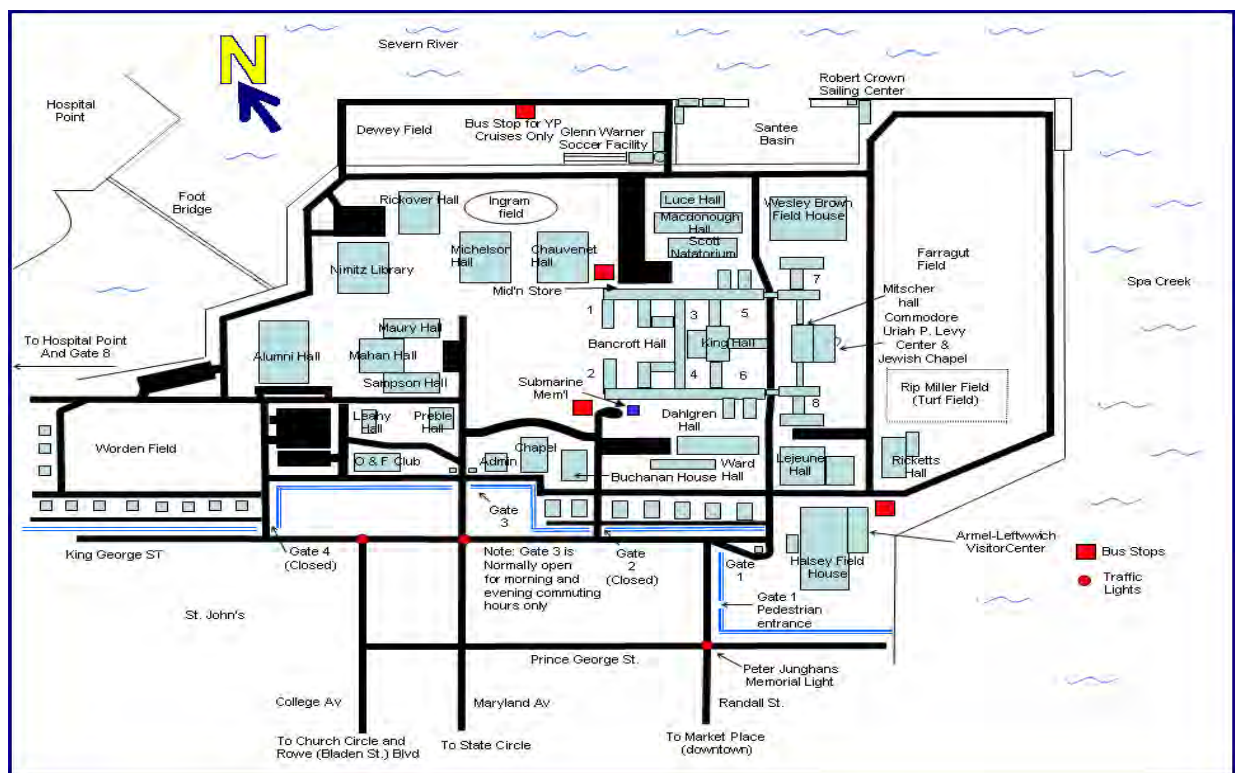 Severn River
N
Robert Crown
Sailing Center
Hospital
Point
Dewey Field
Bus Stop for YP
Cruises Only
Glenn Warner
Soccer Facility
Santee
Basin
Foot
Bridge
Rickover Hall
Ingram
field
Luce Hall
Macdonough
Hall
Scott
Natatorium
Wesley Brown
Field House
Michelson
Hall
Chauvenet
Hall
Nimitz Library
Farragut
Field
7
Mid'n Store
Mitscher
hall
Commodore
Uriah P. Levy
Center &
Jewish Chapel
Spa Creek
1
3
5
Maury Hall
Bancroft Hall
King Hall
To Hospital Point
And Gate 8
Alumni Hall
Mahan Hall
Sampson Hall
2
4
6
Submarine
Mem'l
Rip Miller Field
(Turf Field)
8
Leahy
Hall
Preble
Hall
Dahlgren
Hall
Worden Field
Chapel
O & F Club
Admin
Ward
Hall
Lejeune
Hall
Ricketts
Hall
Buchanan House
Gate
3
King George ST
Gate 4
(Closed)
Note: Gate 3 is
Normally open
for morning and
evening commuting
hours only
Gate
2
(Closed)
Gate
1
Halsey Field
House
Armel-Leftwwich
VisitorCenter
Bus Stops
Traffic
Lights
Gate 1
Pedestrian
entrance
St. John's
Prince George St.
Peter Junghans
Memorial Light
College Av
Maryland Av
Randall St.
To Church Circle and
Rowe (Bladen St.) Blvd
To State Circle
To Market Place
(downtown)